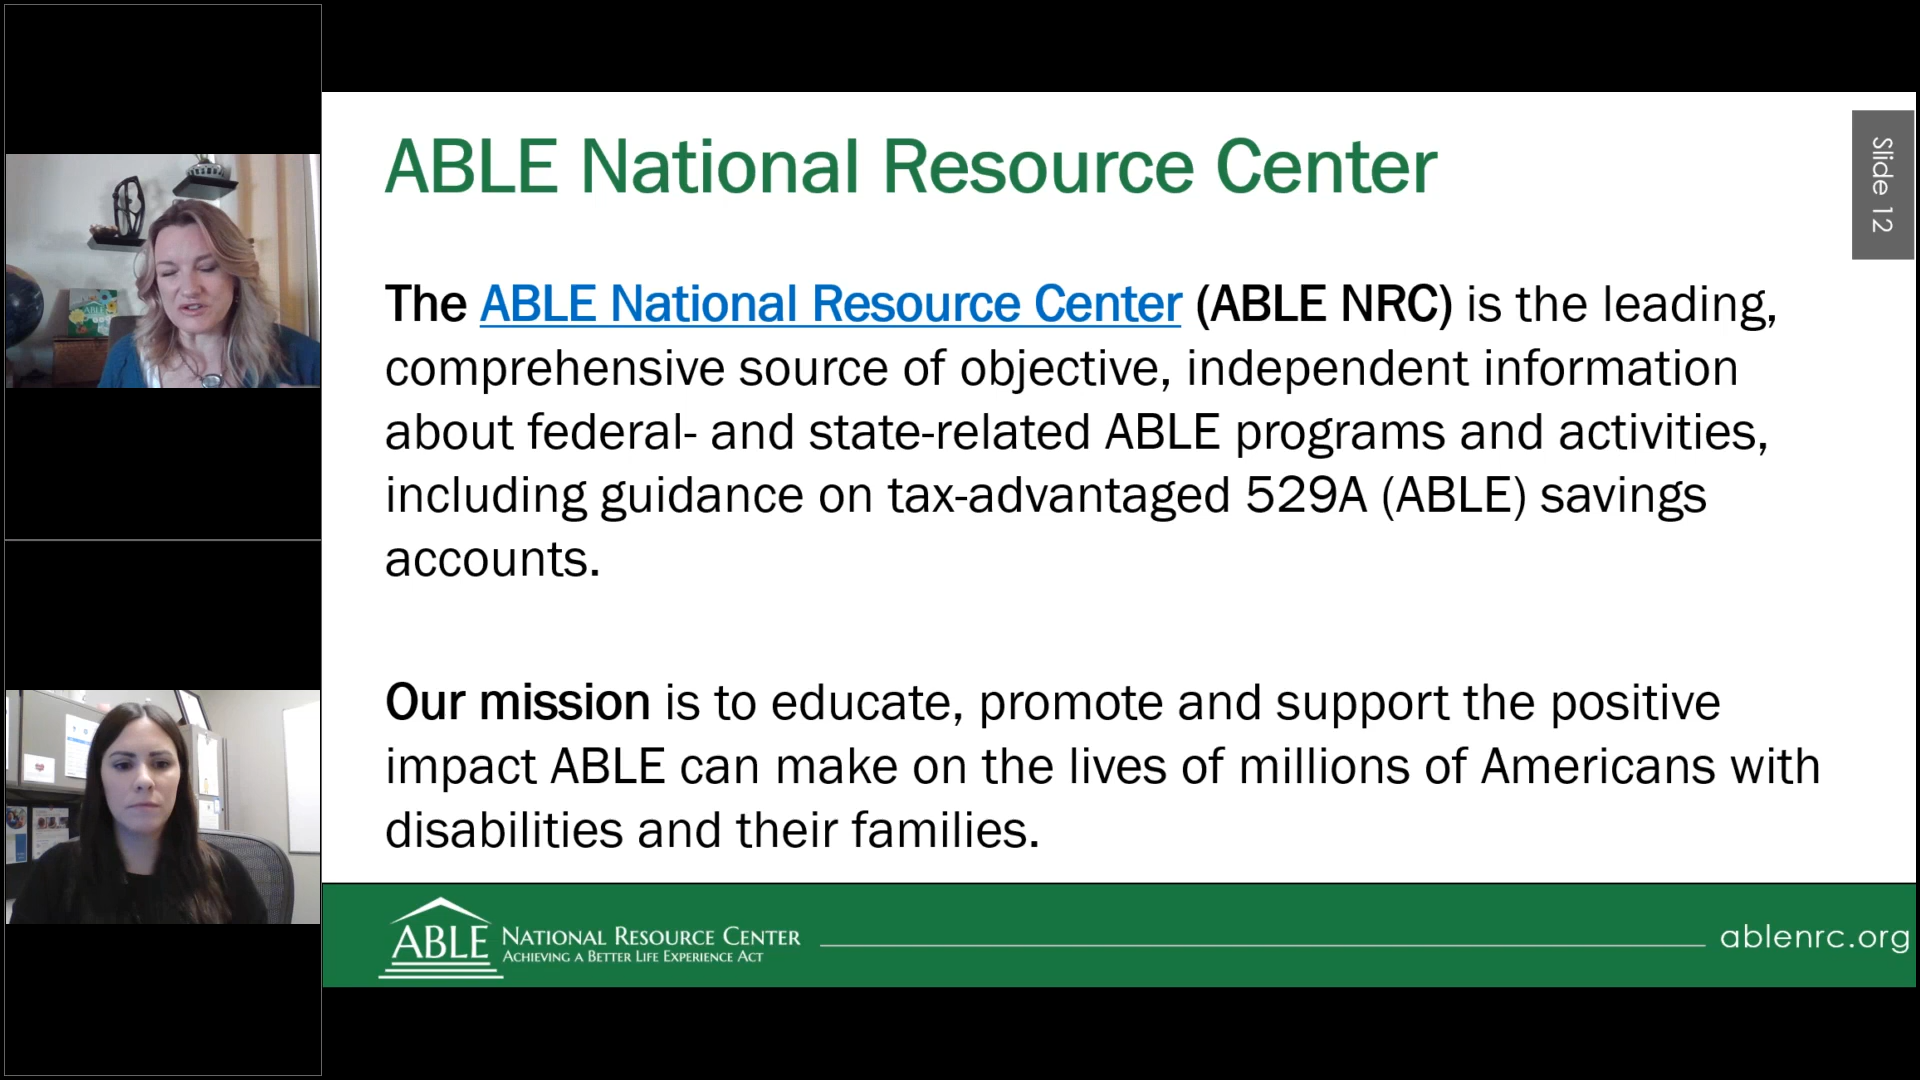 ABLE National Resource Center
Slide 12
The ABLE National Resource Center (ABLE NRC) is the leading,
comprehensive source of objective, independent information
about federal- and state-related ABLE programs and activities,
including guidance on tax-advantaged 529A (ABLE) savings
accounts.
Our mission is to educate, promote and support the positive
impact ABLE can make on the lives of millions of Americans with
disabilities and their families.
ABLE NATIONAL RESOURCE CENTER
ACHIEVING A BETTER LIFE EXPERIENCE ACT
ablenrc.org